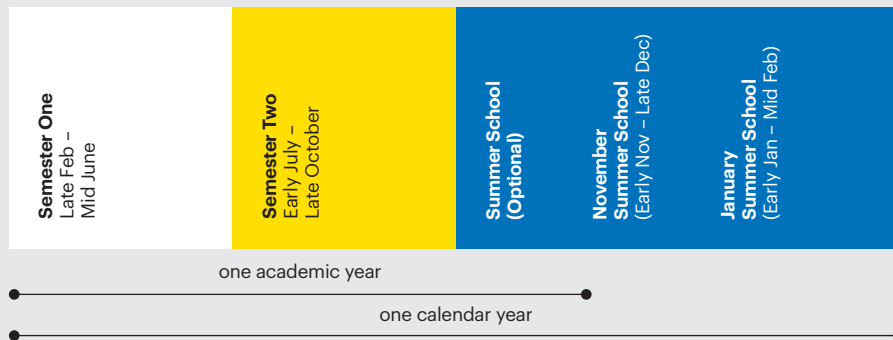 Semester One
Late Feb –
Mid June
Semester Two
Early July –
Late October
Summer School
(Optional)
November
Summer School
(Early Nov – Late Dec)
January
Summer School
(Early Jan – Mid Feb)
one academic year
one calendar year